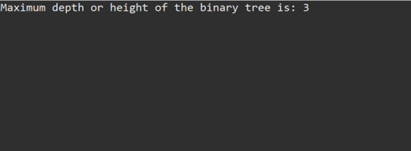 Maximum depth or height of the binary tree is: 3